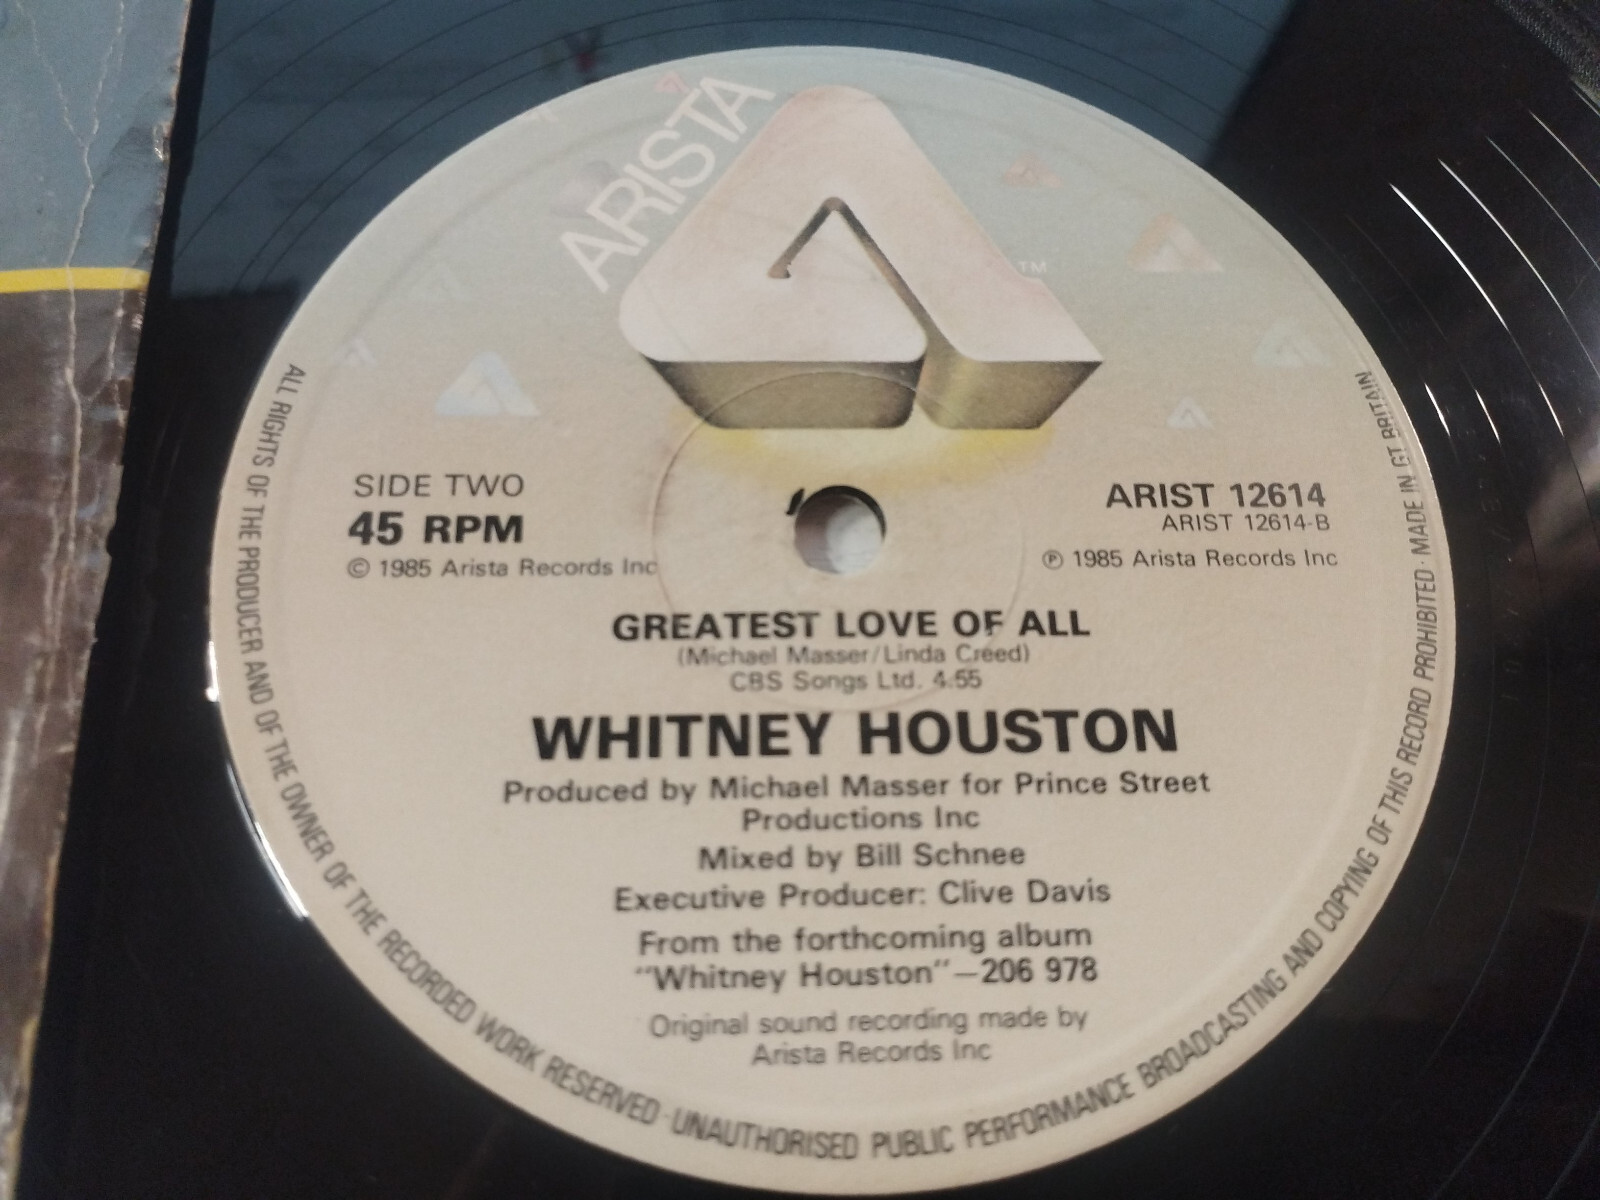 ARISTA
TM
SIDE TWO
45 RPM
© 1985 Arista Records Inc
ARIST 12614
ARIST 12614-B
℗ 1985 Arista Records Inc
GREATEST LOVE OF ALL
(Michael Masser/Linda Creed)
CBS Songs Ltd. 4.55
WHITNEY HOUSTON
Produced by Michael Masser for Prince Street
Productions Inc
Mixed by Bill Schnee
Executive Producer: Clive Davis
From the forthcoming album
"Whitney Houston"—206 978
Original sound recording made by
Arista Records Inc
ALL RIGHTS OF THE PRODUCER AND OF THE OWNER OF THE RECORDED WORK RESERVED · UNAUTHORISED PUBLIC PERFORMANCE BROADCASTING AND COPYING OF THIS RECORD PROHIBITED · MADE IN GT BRITAIN